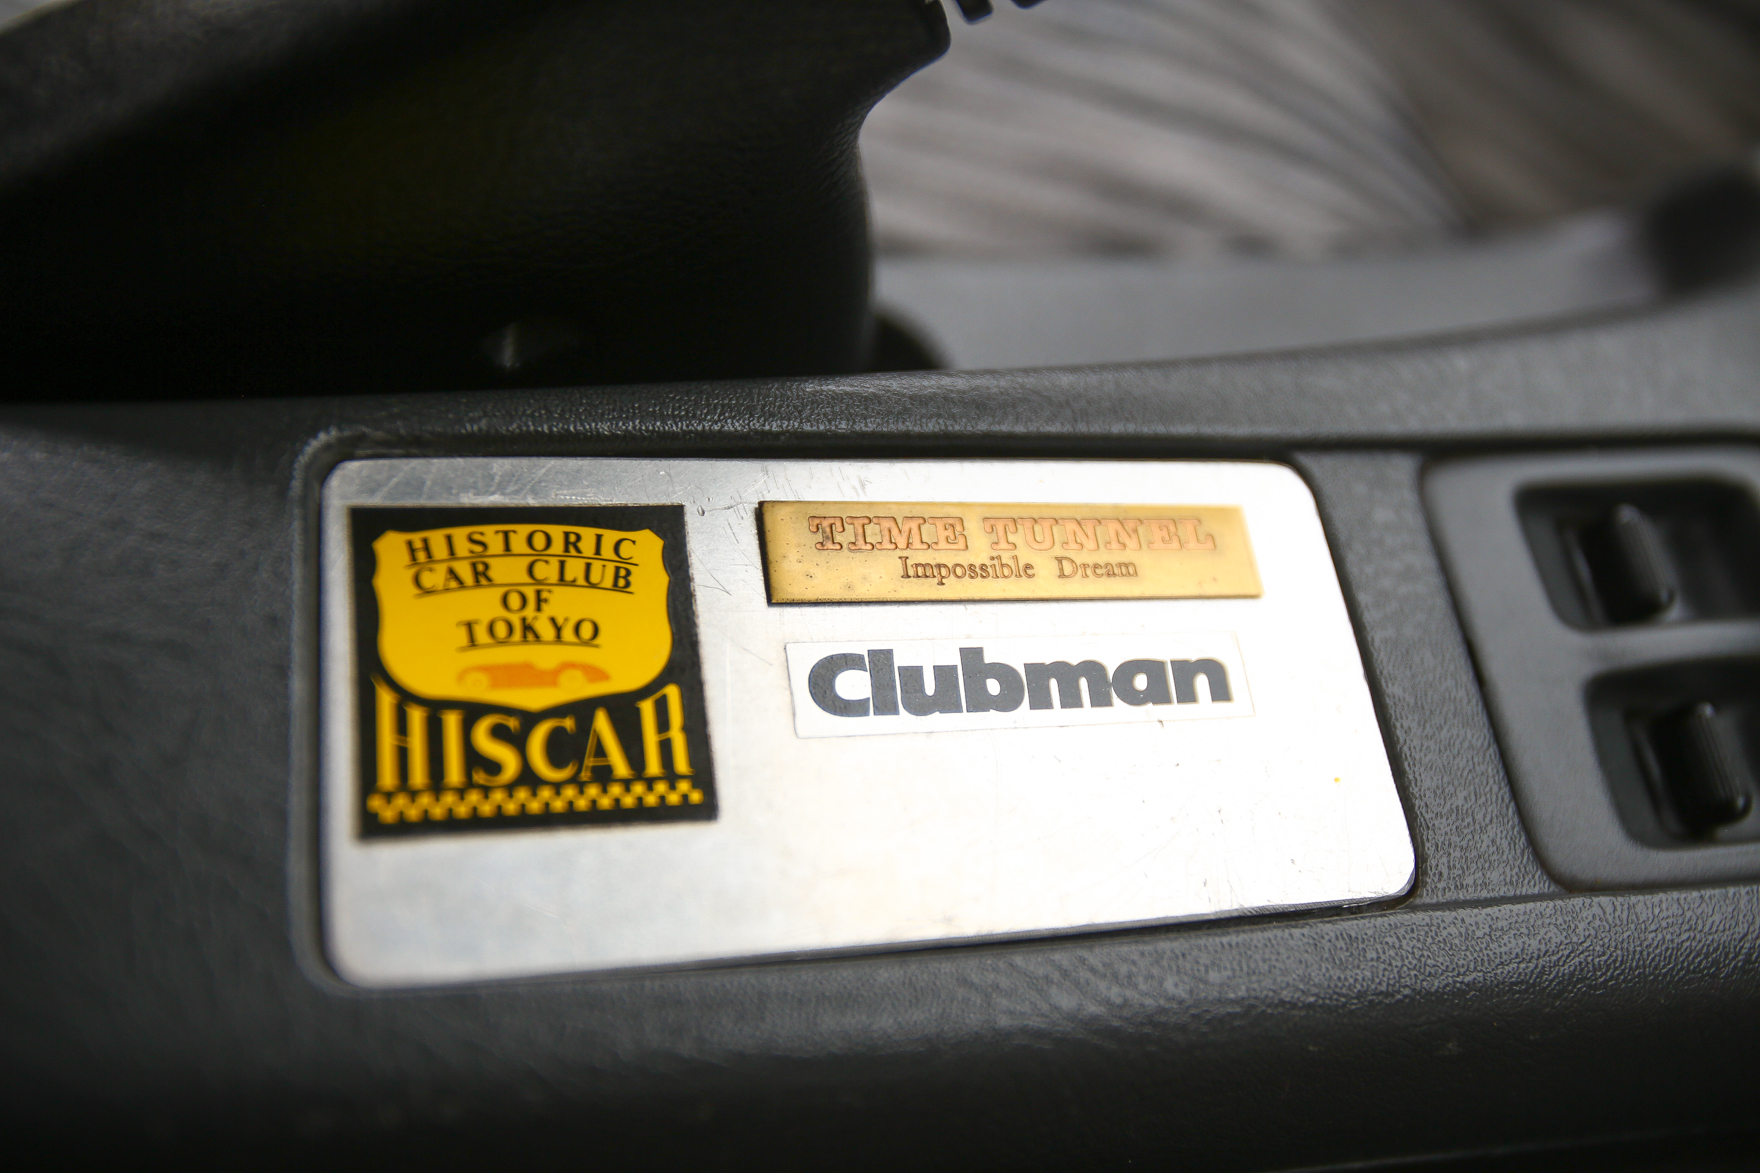 HISTORIC
CAR CLUB
OF
TOKYO
HISCAR
TIME TUNNEL
Impossible Dream
Clubman